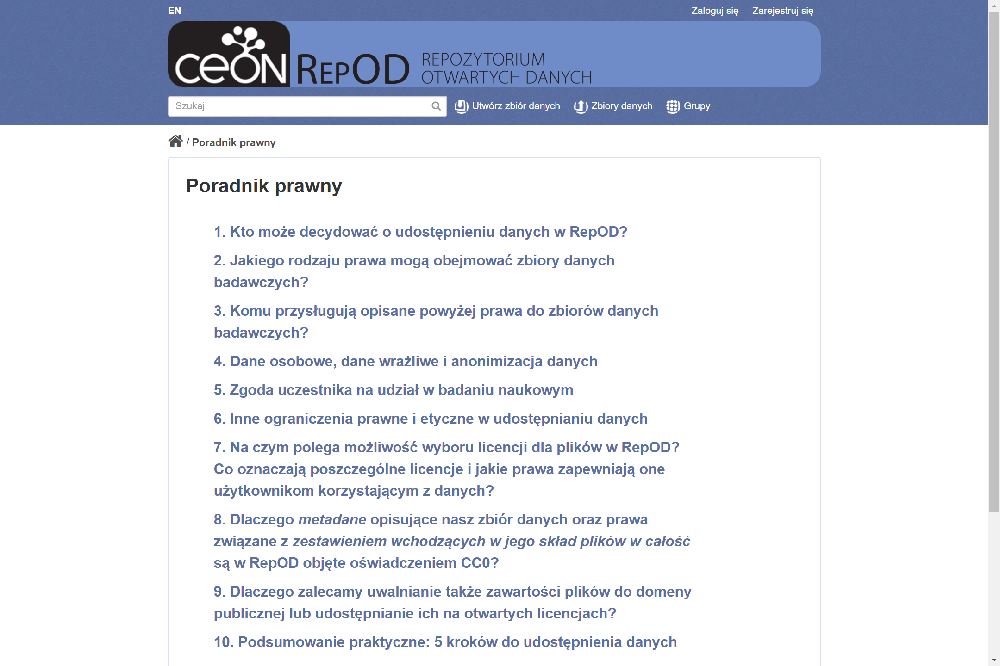 EN
Zaloguj się
Zarejestruj się
ceon RepOD REPOZYTORIUM
OTWARTYCH DANYCH
Szukaj
Utwórz zbiór danych
Zbiory danych
Grupy
/ Poradnik prawny
Poradnik prawny
1. Kto może decydować o udostępnieniu danych w RepOD?
2. Jakiego rodzaju prawa mogą obejmować zbiory danych
badawczych?
3. Komu przysługują opisane powyżej prawa do zbiorów danych
badawczych?
4. Dane osobowe, dane wrażliwe i anonimizacja danych
5. Zgoda uczestnika na udział w badaniu naukowym
6. Inne ograniczenia prawne i etyczne w udostępnianiu danych
7. Na czym polega możliwość wyboru licencji dla plików w RepOD?
Co oznaczają poszczególne licencje i jakie prawa zapewniają one
użytkownikom korzystającym z danych?
8. Dlaczego metadane opisujące nasz zbiór danych oraz prawa
związane z zestawieniem wchodzących w jego skład plików w całość
są w RepOD objęte oświadczeniem CC0?
9. Dlaczego zalecamy uwalnianie także zawartości plików do domeny
publicznej lub udostępnianie ich na otwartych licencjach?
10. Podsumowanie praktyczne: 5 kroków do udostępnienia danych